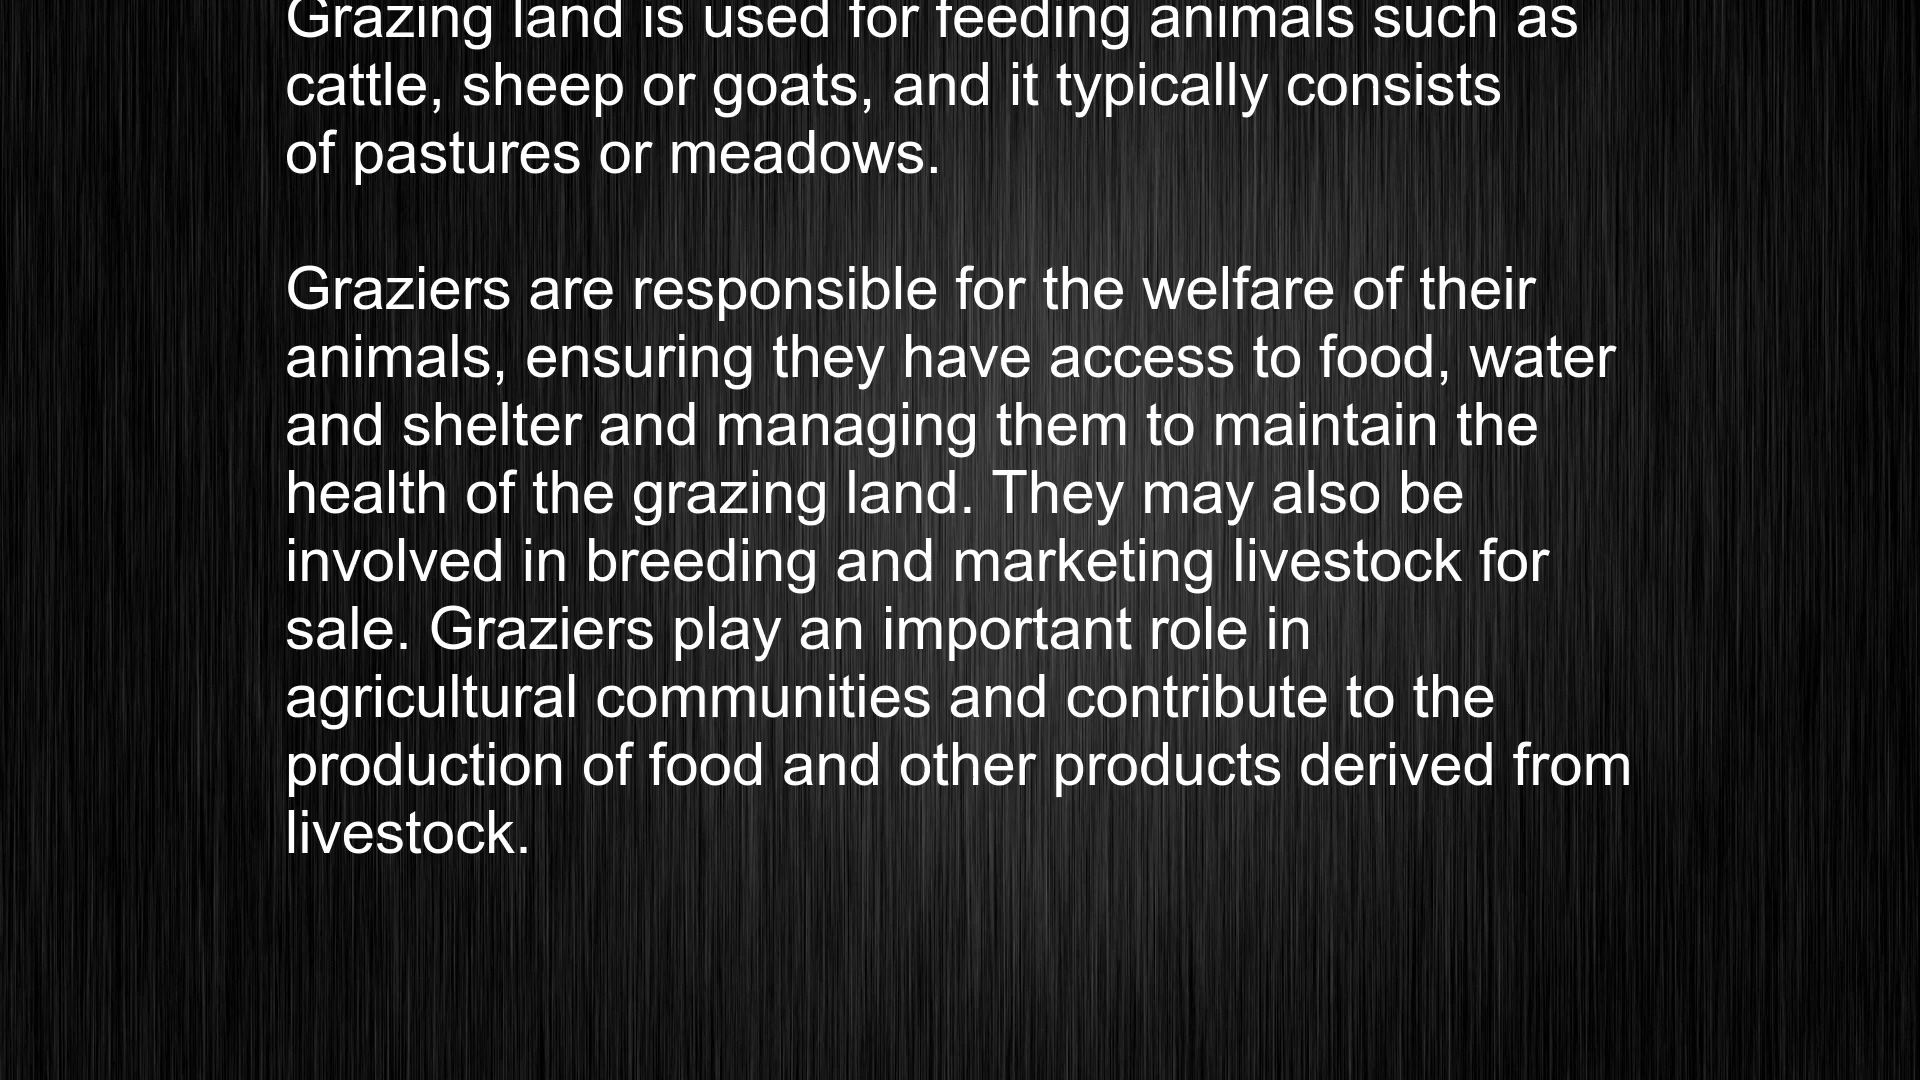 Grazing land is used for feeding animals such as
cattle, sheep or goats, and it typically consists
of pastures or meadows.
Graziers are responsible for the welfare of their
animals, ensuring they have access to food, water
and shelter and managing them to maintain the
health of the grazing land. They may also be
involved in breeding and marketing livestock for
sale. Graziers play an important role in
agricultural communities and contribute to the
production of food and other products derived from
livestock.